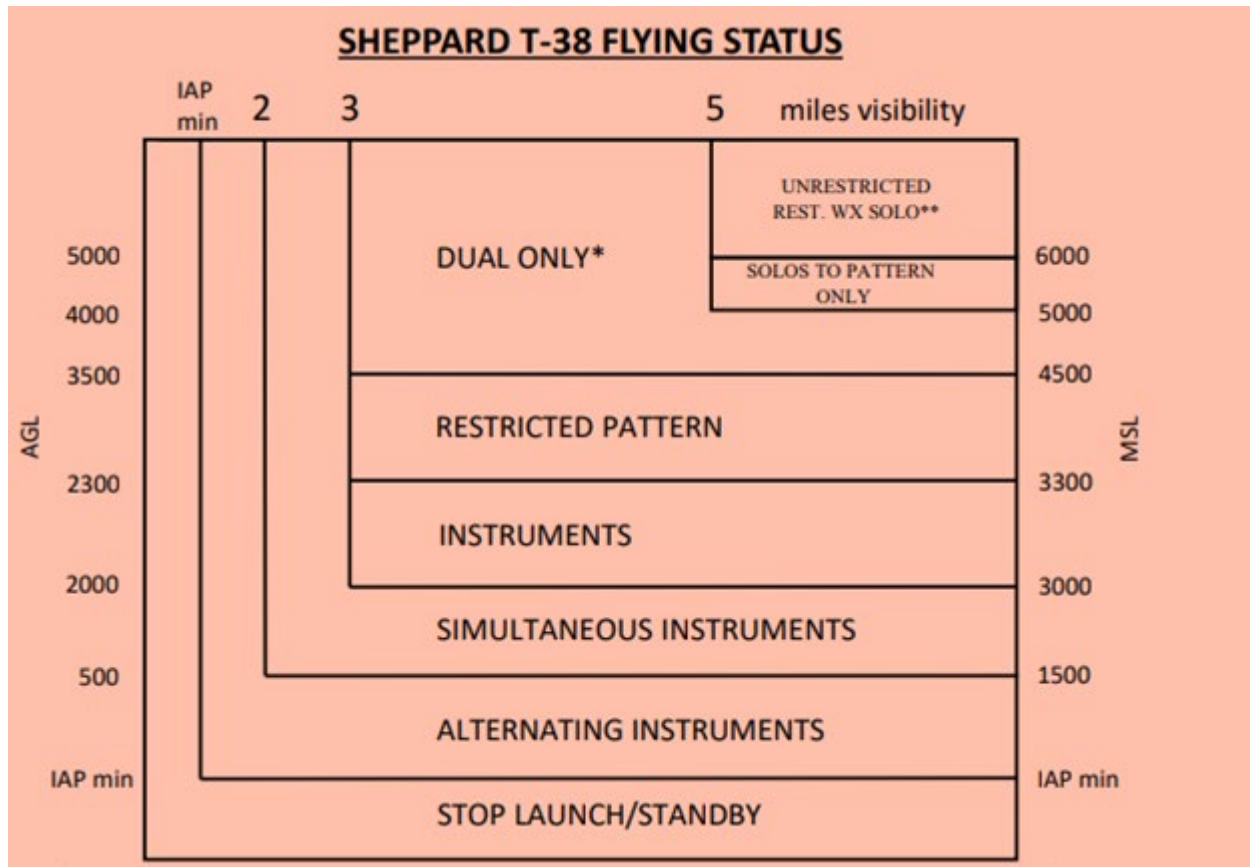 SHEPPARD T-38 FLYING STATUS
IAP
min
2
3
5
miles visibility
UNRESTRICTED
REST. WX SOLO**
DUAL ONLY*
5000
6000
SOLOS TO PATTERN
ONLY
4000
5000
3500
4500
AGL
RESTRICTED PATTERN
MSL
2300
3300
INSTRUMENTS
2000
3000
SIMULTANEOUS INSTRUMENTS
500
1500
ALTERNATING INSTRUMENTS
IAP min
IAP min
STOP LAUNCH/STANDBY